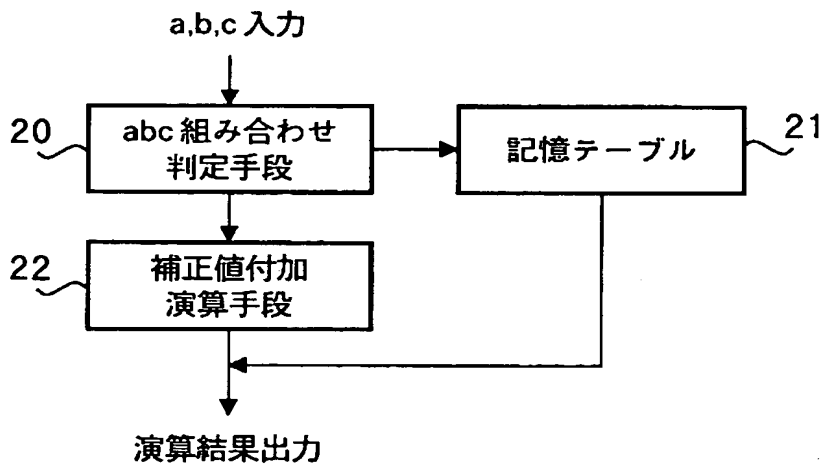 a,b,c 入力
20
abc 組み合わせ
判定手段
記憶テーブル
21
22
補正値付加
演算手段
演算結果出力